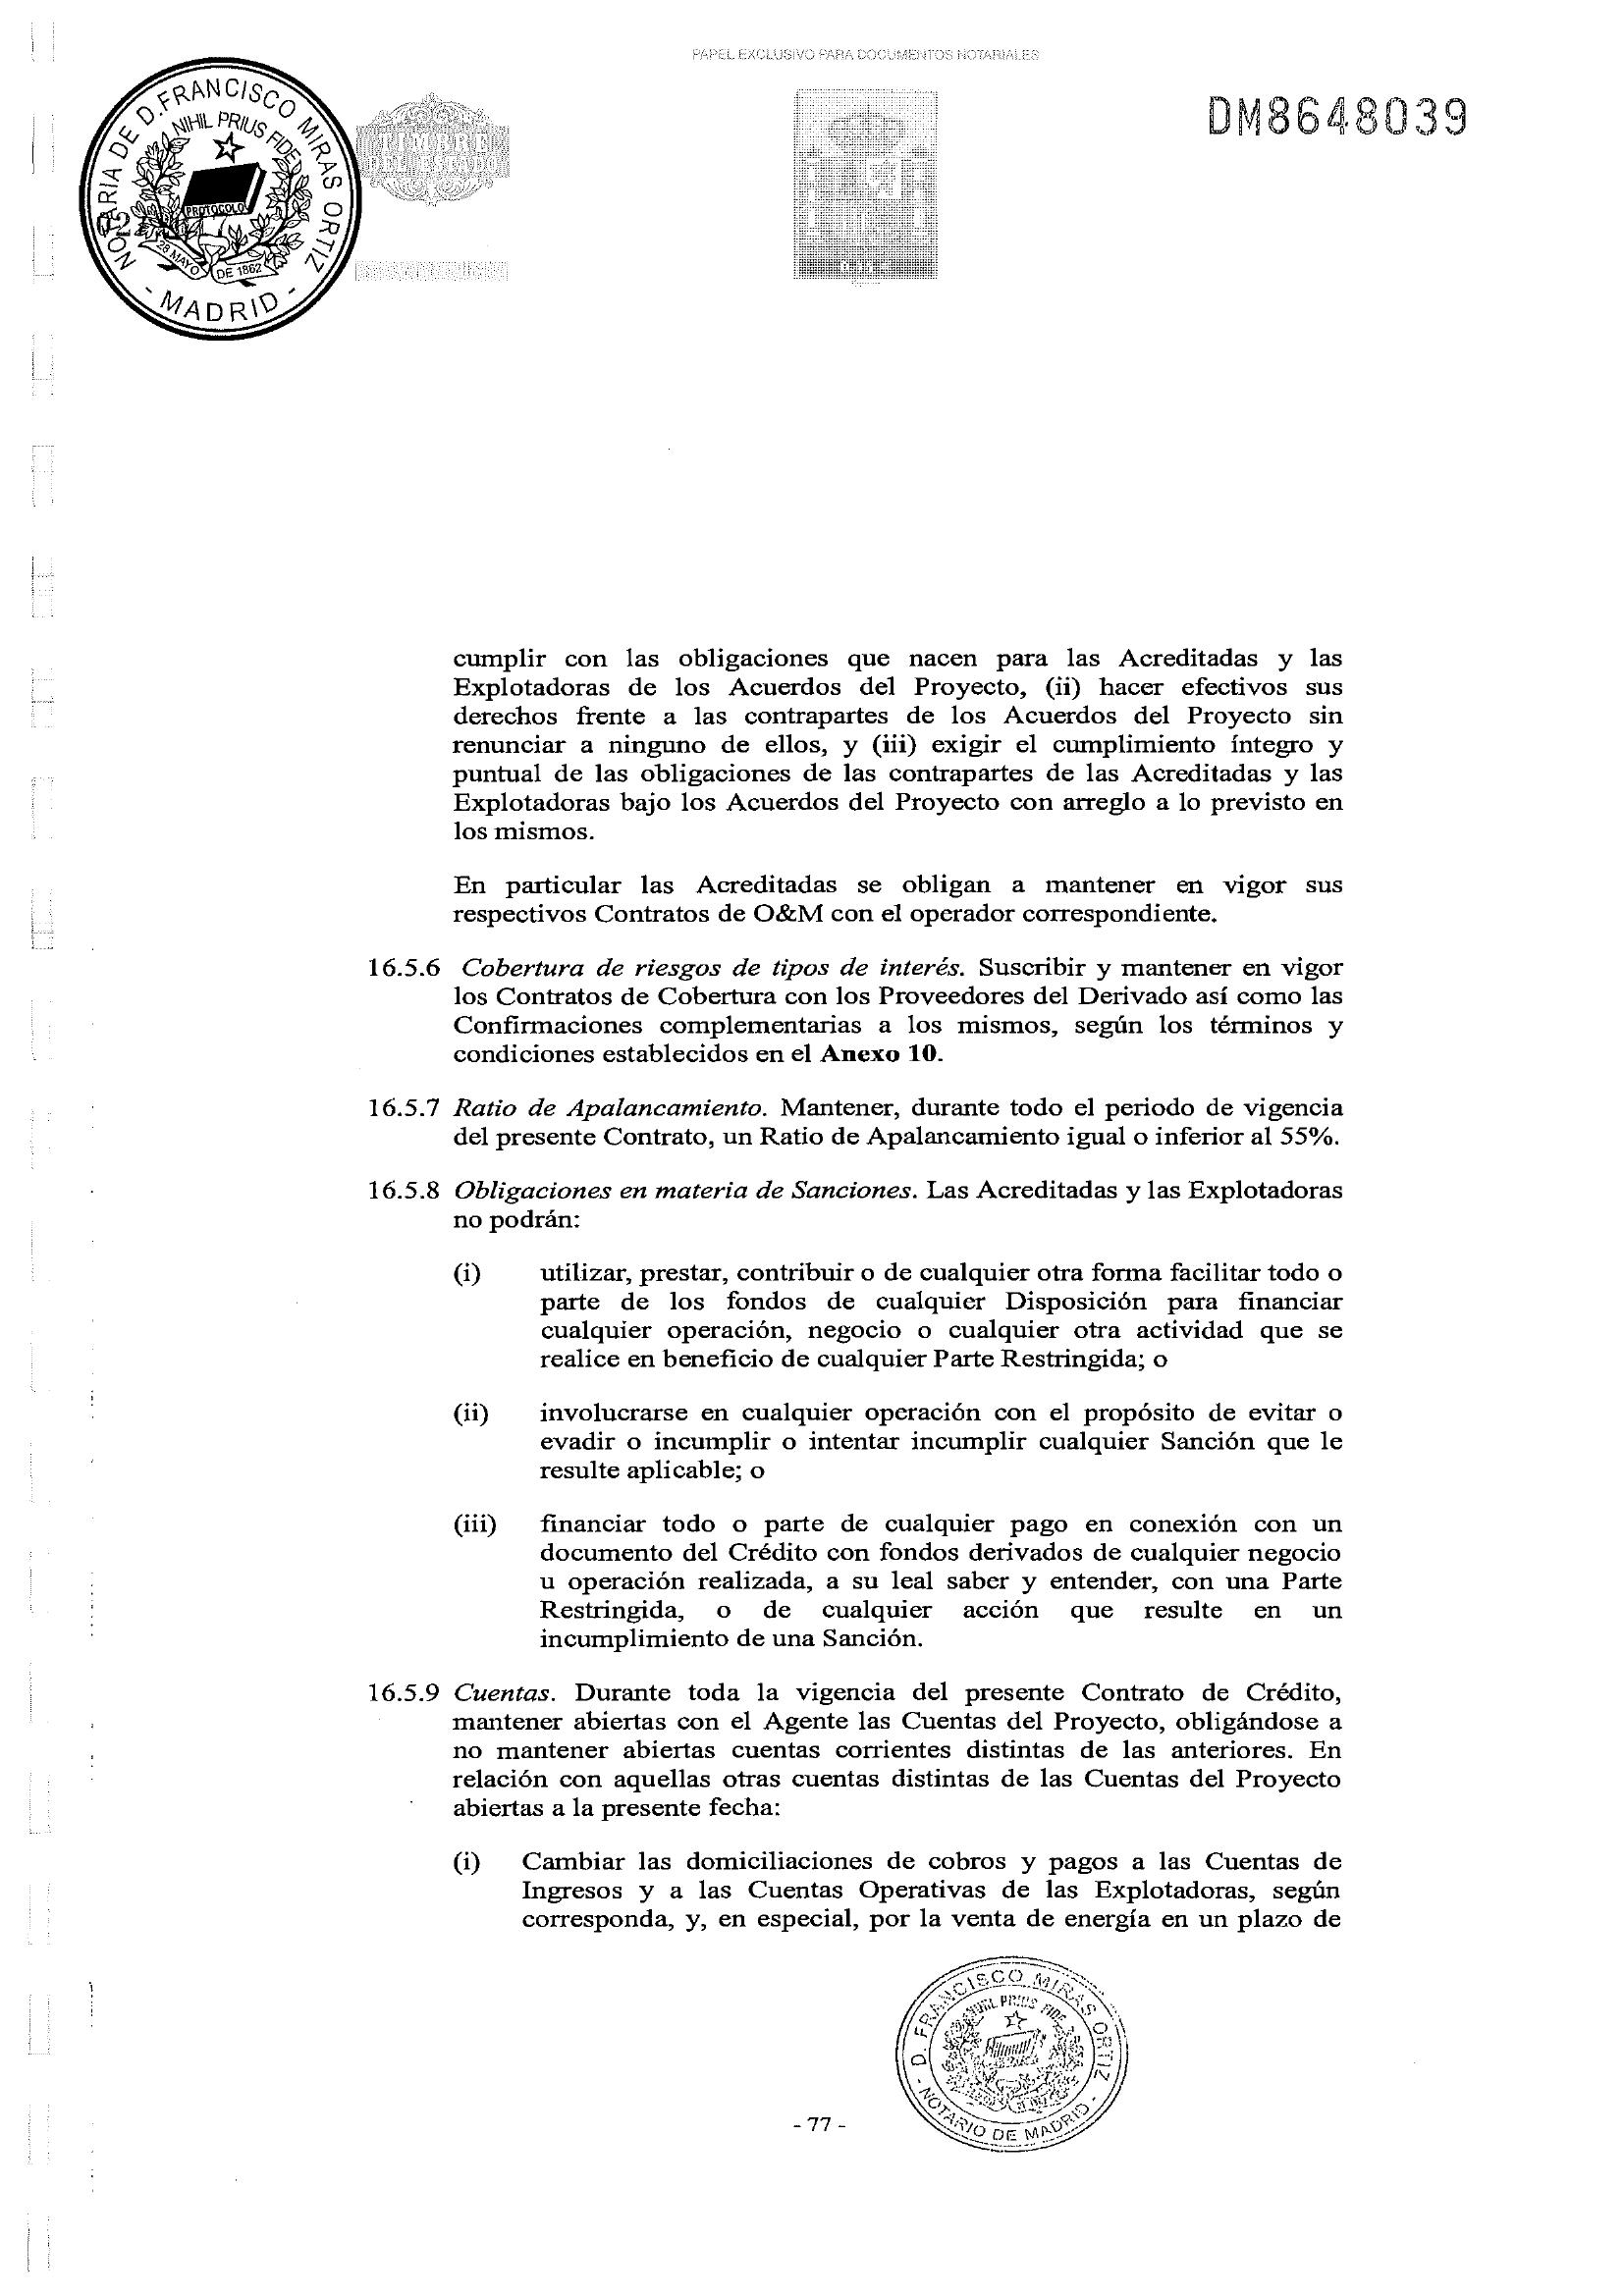 PAPEL EXCLUSIVO PARA DOCUMENTOS NOTARIALES
NOTARIA DE D. FRANCISCO MIRAS ORTIZ
NIHIL PRIUS FIDE
PROTOCOLO
28 MAYO DE 1862
- MADRID -
TIMBRE
DEL ESTADO
DM8648039
cumplir con las obligaciones que nacen para las Acreditadas y las
Explotadoras de los Acuerdos del Proyecto, (ii) hacer efectivos sus
derechos frente a las contrapartes de los Acuerdos del Proyecto sin
renunciar a ninguno de ellos, y (iii) exigir el cumplimiento íntegro y
puntual de las obligaciones de las contrapartes de las Acreditadas y las
Explotadoras bajo los Acuerdos del Proyecto con arreglo a lo previsto en
los mismos.
En particular las Acreditadas se obligan a mantener en vigor sus
respectivos Contratos de O&M con el operador correspondiente.
16.5.6 Cobertura de riesgos de tipos de interés. Suscribir y mantener en vigor
los Contratos de Cobertura con los Proveedores del Derivado así como las
Confirmaciones complementarias a los mismos, según los términos y
condiciones establecidos en el Anexo 10.
16.5.7 Ratio de Apalancamiento. Mantener, durante todo el periodo de vigencia
del presente Contrato, un Ratio de Apalancamiento igual o inferior al 55%.
16.5.8 Obligaciones en materia de Sanciones. Las Acreditadas y las Explotadoras
no podrán:
(i) utilizar, prestar, contribuir o de cualquier otra forma facilitar todo o
parte de los fondos de cualquier Disposición para financiar
cualquier operación, negocio o cualquier otra actividad que se
realice en beneficio de cualquier Parte Restringida; o
(ii) involucrarse en cualquier operación con el propósito de evitar o
evadir o incumplir o intentar incumplir cualquier Sanción que le
resulte aplicable; o
(iii) financiar todo o parte de cualquier pago en conexión con un
documento del Crédito con fondos derivados de cualquier negocio
u operación realizada, a su leal saber y entender, con una Parte
Restringida, o de cualquier acción que resulte en un
incumplimiento de una Sanción.
16.5.9 Cuentas. Durante toda la vigencia del presente Contrato de Crédito,
mantener abiertas con el Agente las Cuentas del Proyecto, obligándose a
no mantener abiertas cuentas corrientes distintas de las anteriores. En
relación con aquellas otras cuentas distintas de las Cuentas del Proyecto
abiertas a la presente fecha:
(i) Cambiar las domiciliaciones de cobros y pagos a las Cuentas de
Ingresos y a las Cuentas Operativas de las Explotadoras, según
corresponda, y, en especial, por la venta de energía en un plazo de
D. FRANCISCO MIRAS ORTIZ
NIHIL PRIUS FIDE
- NOTARIO DE MADRID -
- 77 -